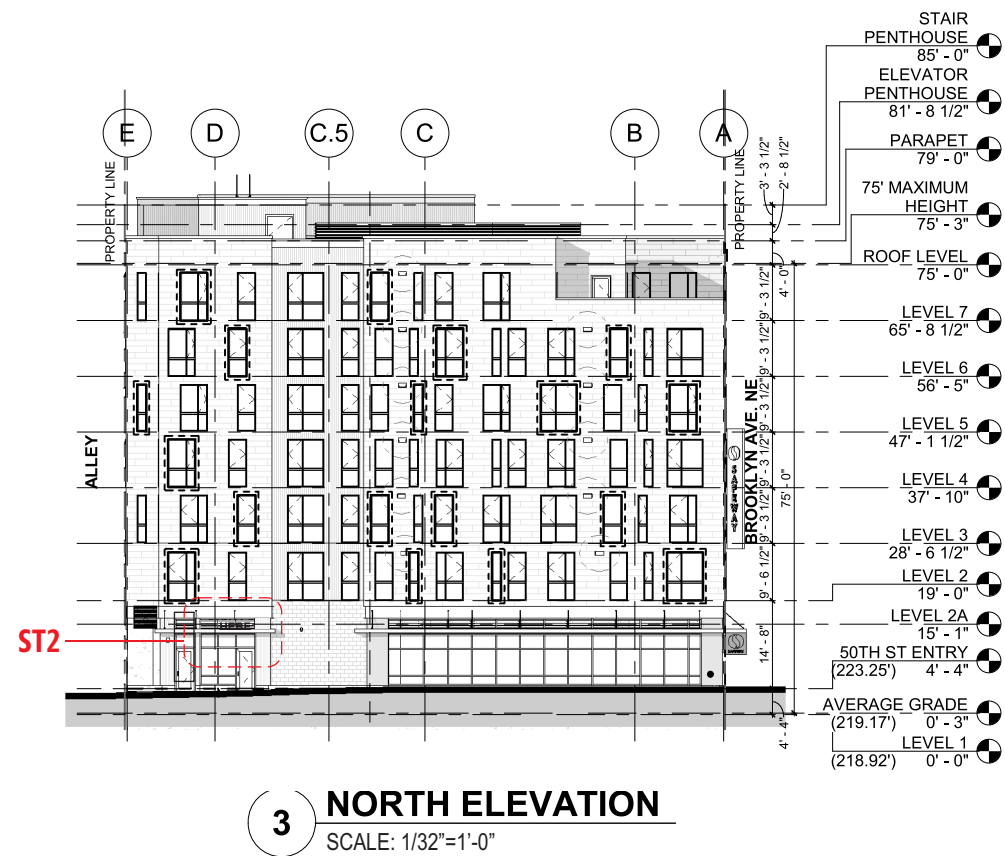 STAIR
PENTHOUSE
85' - 0"
ELEVATOR
PENTHOUSE
81' - 8 1/2"
PARAPET
79' - 0"
75' MAXIMUM
HEIGHT
75' - 3"
ROOF LEVEL
75' - 0"
LEVEL 7
65' - 8 1/2"
LEVEL 6
56' - 5"
LEVEL 5
47' - 1 1/2"
LEVEL 4
37' - 10"
LEVEL 3
28' - 6 1/2"
LEVEL 2
19' - 0"
LEVEL 2A
15' - 1"
50TH ST ENTRY
(223.25') 4' - 4"
AVERAGE GRADE
(219.17') 0' - 3"
LEVEL 1
(218.92') 0' - 0"
E
D
C.5
C
B
A
PROPERTY LINE
PROPERTY LINE
3' - 3 1/2"
2' - 8 1/2"
4' - 0"
9' - 3 1/2"
9' - 3 1/2"
9' - 3 1/2"
9' - 3 1/2"
9' - 3 1/2"
9' - 6 1/2"
14' - 8"
4' - 4"
75' - 0"
ALLEY
BROOKLYN AVE. NE
SAFEWAY
ST2
3
NORTH ELEVATION
SCALE: 1/32"=1'-0"